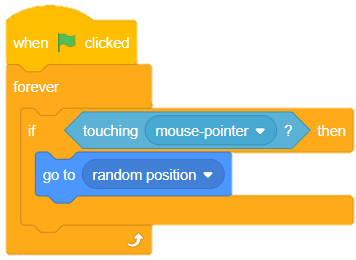 when clicked
forever
if touching mouse-pointer ? then
go to random position